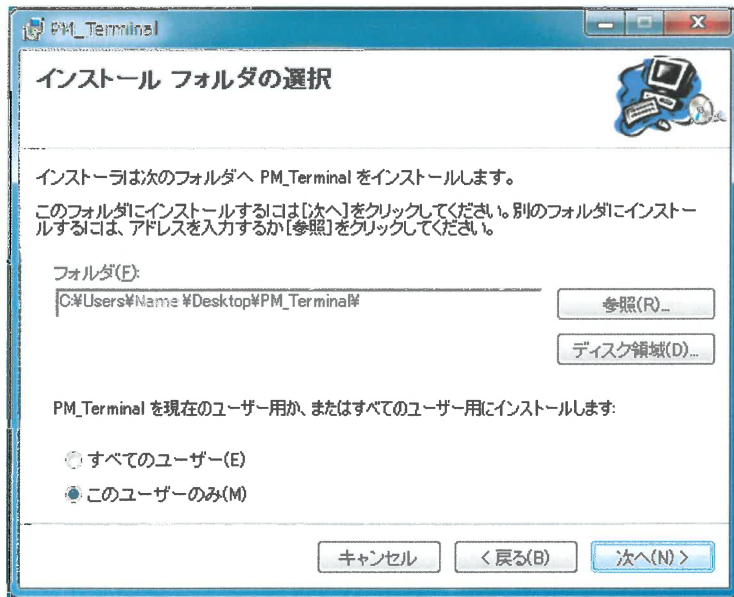 PM_Terminal
インストール フォルダの選択
インストーラは次のフォルダへ PM_Terminal をインストールします。
このフォルダにインストールするには[次へ]をクリックしてください。別のフォルダにインストー
ルするには、アドレスを入力するか[参照]をクリックしてください。
フォルダ(F):
C:¥Users¥Name ¥Desktop¥PM_Terminal¥
参照(R)...
ディスク領域(D)...
PM_Terminal を現在のユーザー用か、またはすべてのユーザー用にインストールします:
すべてのユーザー(E)
このユーザーのみ(M)
キャンセル
< 戻る(B)
次へ(N) >